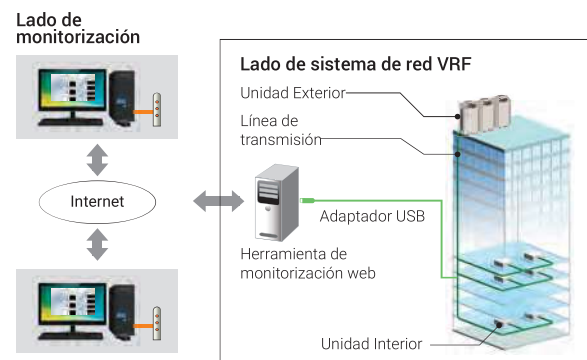 Lado de
monitorización
Lado de sistema de red VRF
Unidad Exterior
Línea de
transmisión
Internet
Adaptador USB
Herramienta de
monitorización web
Unidad Interior